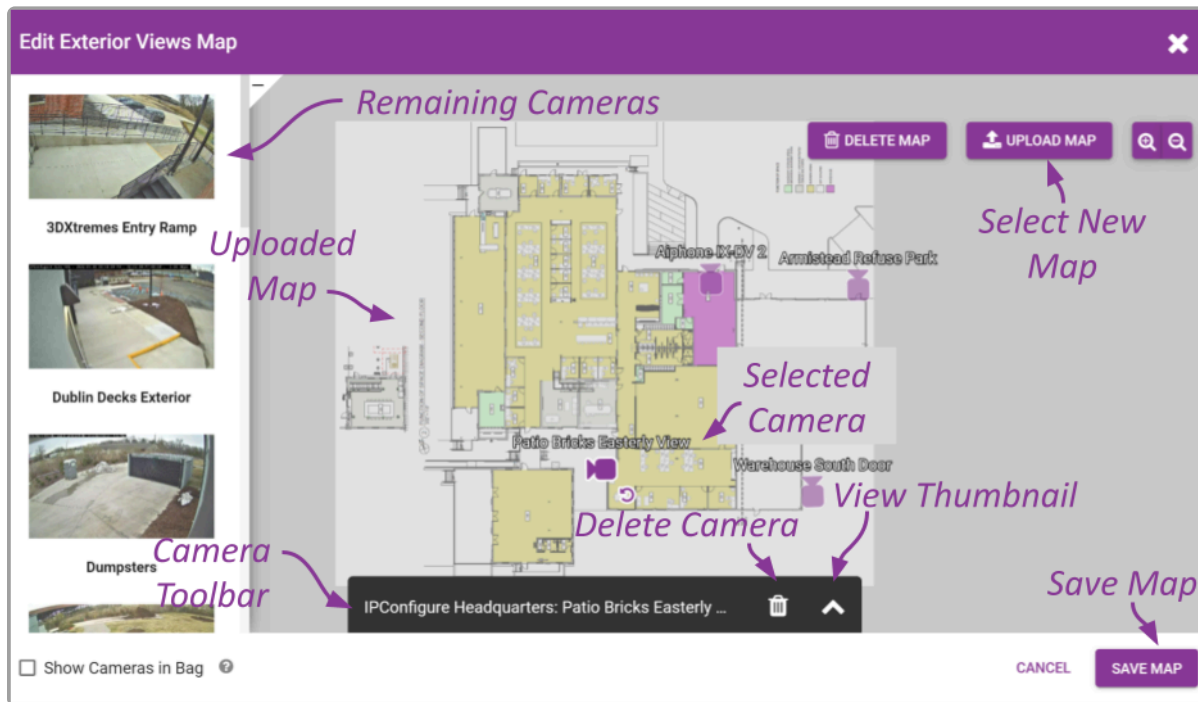 Edit Exterior Views Map
Remaining Cameras
DELETE MAP
UPLOAD MAP
3DXtremes Entry Ramp
Uploaded
Map
Select New
Map
Aiphone IX-DV 2
Armistead Refuse Park
Dublin Decks Exterior
Selected
Camera
Patio Bricks Easterly View
Warehouse South Door
View Thumbnail
Delete Camera
Dumpsters
Camera
Toolbar
IPConfigure Headquarters: Patio Bricks Easterly ...
Save Map
Show Cameras in Bag
CANCEL
SAVE MAP